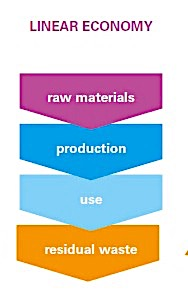 LINEAR ECONOMY
raw materials
production
use
residual waste